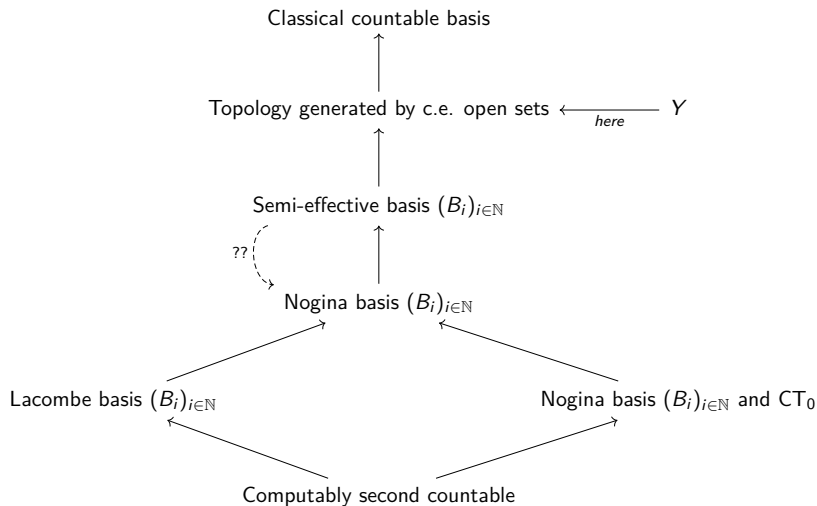 Classical countable basis
Topology generated by c.e. open sets
Y
here
Semi-effective basis (B_i)_{i∈ℕ}
??
Nogina basis (B_i)_{i∈ℕ}
Lacombe basis (B_i)_{i∈ℕ}
Nogina basis (B_i)_{i∈ℕ} and CT₀
Computably second countable